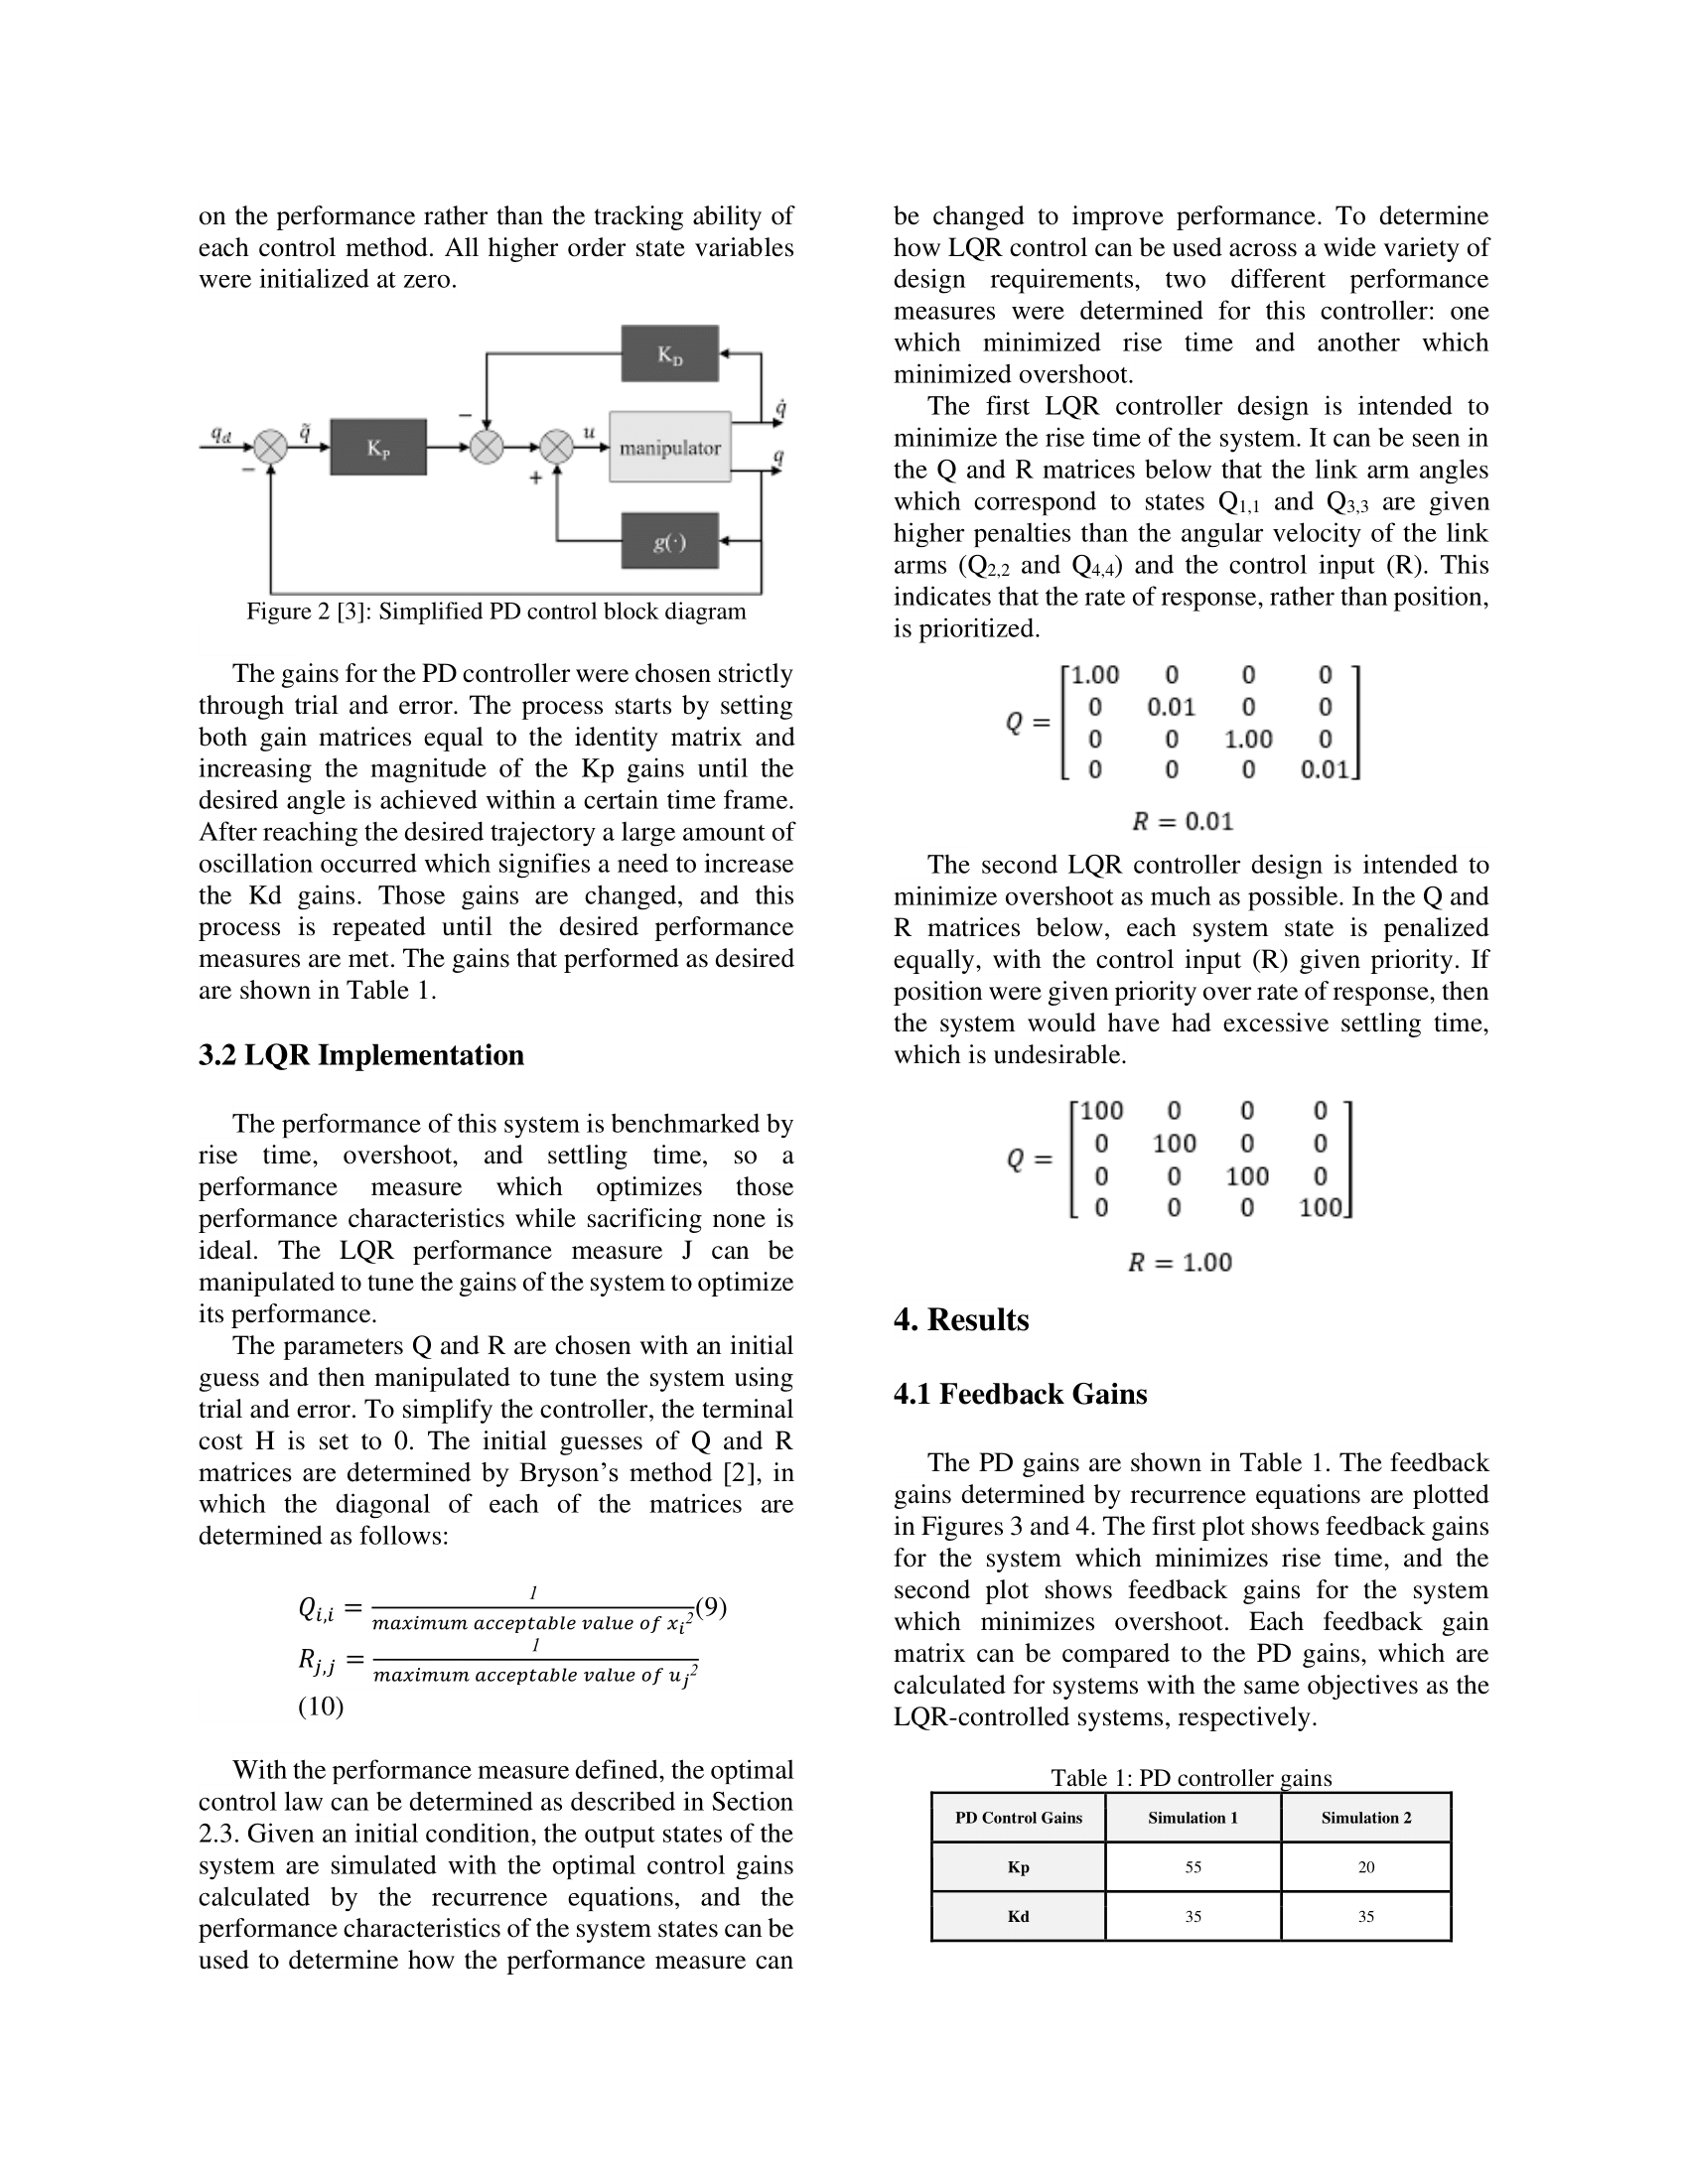 on the performance rather than the tracking ability of
each control method. All higher order state variables
were initialized at zero.
K_D
q̇
q_d
q̃
K_P
−
u
manipulator
q
−
+
g(·)
Figure 2 [3]: Simplified PD control block diagram
The gains for the PD controller were chosen strictly
through trial and error. The process starts by setting
both gain matrices equal to the identity matrix and
increasing the magnitude of the Kp gains until the
desired angle is achieved within a certain time frame.
After reaching the desired trajectory a large amount of
oscillation occurred which signifies a need to increase
the Kd gains. Those gains are changed, and this
process is repeated until the desired performance
measures are met. The gains that performed as desired
are shown in Table 1.
3.2 LQR Implementation
The performance of this system is benchmarked by
rise time, overshoot, and settling time, so a
performance measure which optimizes those
performance characteristics while sacrificing none is
ideal. The LQR performance measure J can be
manipulated to tune the gains of the system to optimize
its performance.
The parameters Q and R are chosen with an initial
guess and then manipulated to tune the system using
trial and error. To simplify the controller, the terminal
cost H is set to 0. The initial guesses of Q and R
matrices are determined by Bryson’s method [2], in
which the diagonal of each of the matrices are
determined as follows:
Q_{i,i} = 1 / maximum acceptable value of x_i² (9)
R_{j,j} = 1 / maximum acceptable value of u_j²
(10)
With the performance measure defined, the optimal
control law can be determined as described in Section
2.3. Given an initial condition, the output states of the
system are simulated with the optimal control gains
calculated by the recurrence equations, and the
performance characteristics of the system states can be
used to determine how the performance measure can
be changed to improve performance. To determine
how LQR control can be used across a wide variety of
design requirements, two different performance
measures were determined for this controller: one
which minimized rise time and another which
minimized overshoot.
The first LQR controller design is intended to
minimize the rise time of the system. It can be seen in
the Q and R matrices below that the link arm angles
which correspond to states Q1,1 and Q3,3 are given
higher penalties than the angular velocity of the link
arms (Q2,2 and Q4,4) and the control input (R). This
indicates that the rate of response, rather than position,
is prioritized.
1.00 0 0 0
0 0.01 0 0
Q =
0 0 1.00 0
0 0 0 0.01
R = 0.01
The second LQR controller design is intended to
minimize overshoot as much as possible. In the Q and
R matrices below, each system state is penalized
equally, with the control input (R) given priority. If
position were given priority over rate of response, then
the system would have had excessive settling time,
which is undesirable.
100 0 0 0
0 100 0 0
Q =
0 0 100 0
0 0 0 100
R = 1.00
4. Results
4.1 Feedback Gains
The PD gains are shown in Table 1. The feedback
gains determined by recurrence equations are plotted
in Figures 3 and 4. The first plot shows feedback gains
for the system which minimizes rise time, and the
second plot shows feedback gains for the system
which minimizes overshoot. Each feedback gain
matrix can be compared to the PD gains, which are
calculated for systems with the same objectives as the
LQR-controlled systems, respectively.
Table 1: PD controller gains
PD Control Gains Simulation 1 Simulation 2
Kp 55 20
Kd 35 35